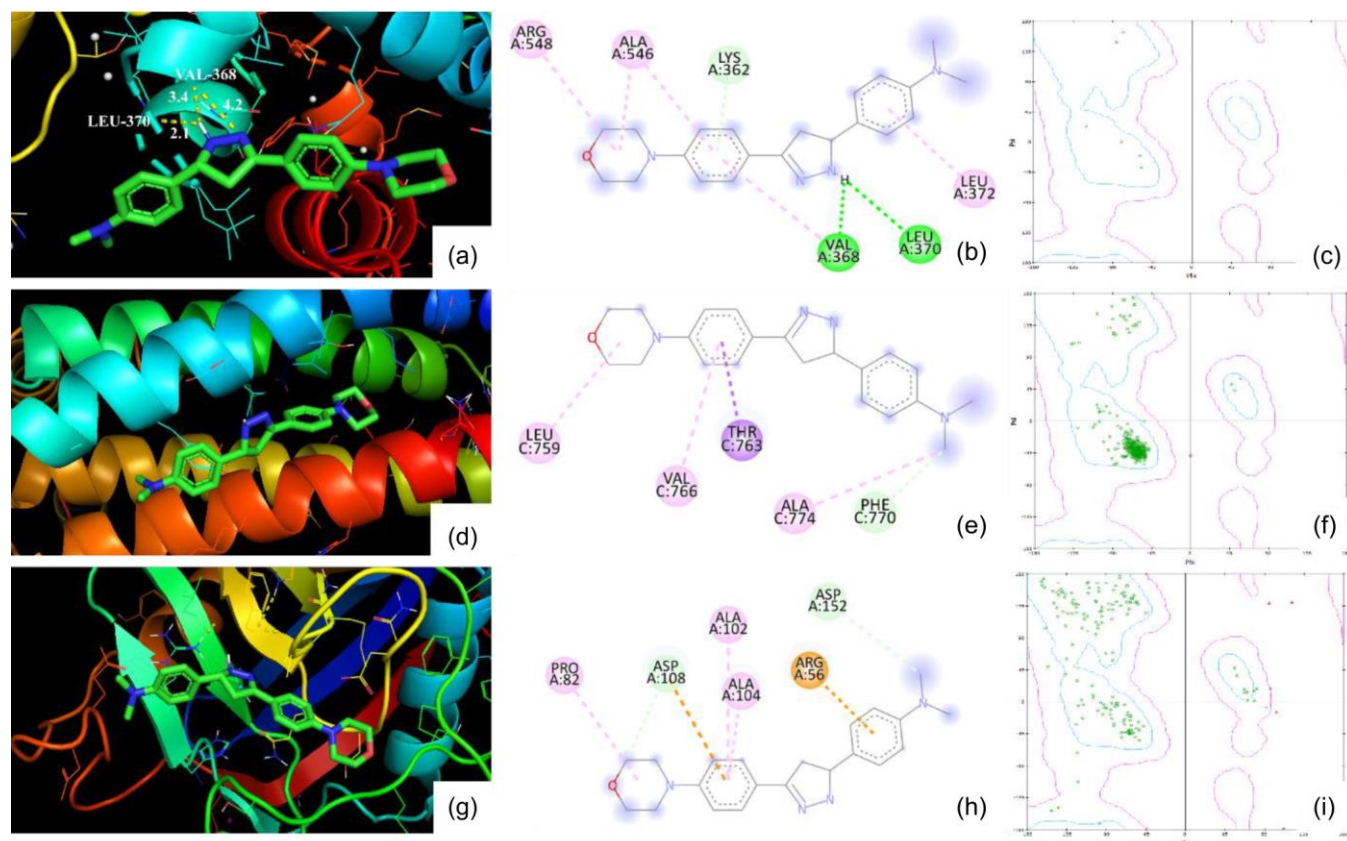 VAL-368
3.4
4.2
LEU-370
2.1
(a)
ARG
A:548
ALA
A:546
LYS
A:362
O
N
N
N
N
H
LEU
A:372
VAL
A:368
LEU
A:370
(b)
(c)
(d)
O
N
N
N
N
LEU
C:759
VAL
C:766
THR
C:763
ALA
C:774
PHE
C:770
(e)
(f)
(g)
PRO
A:82
ASP
A:108
ALA
A:102
ALA
A:104
ARG
A:56
ASP
A:152
O
N
N
N
N
(h)
(i)